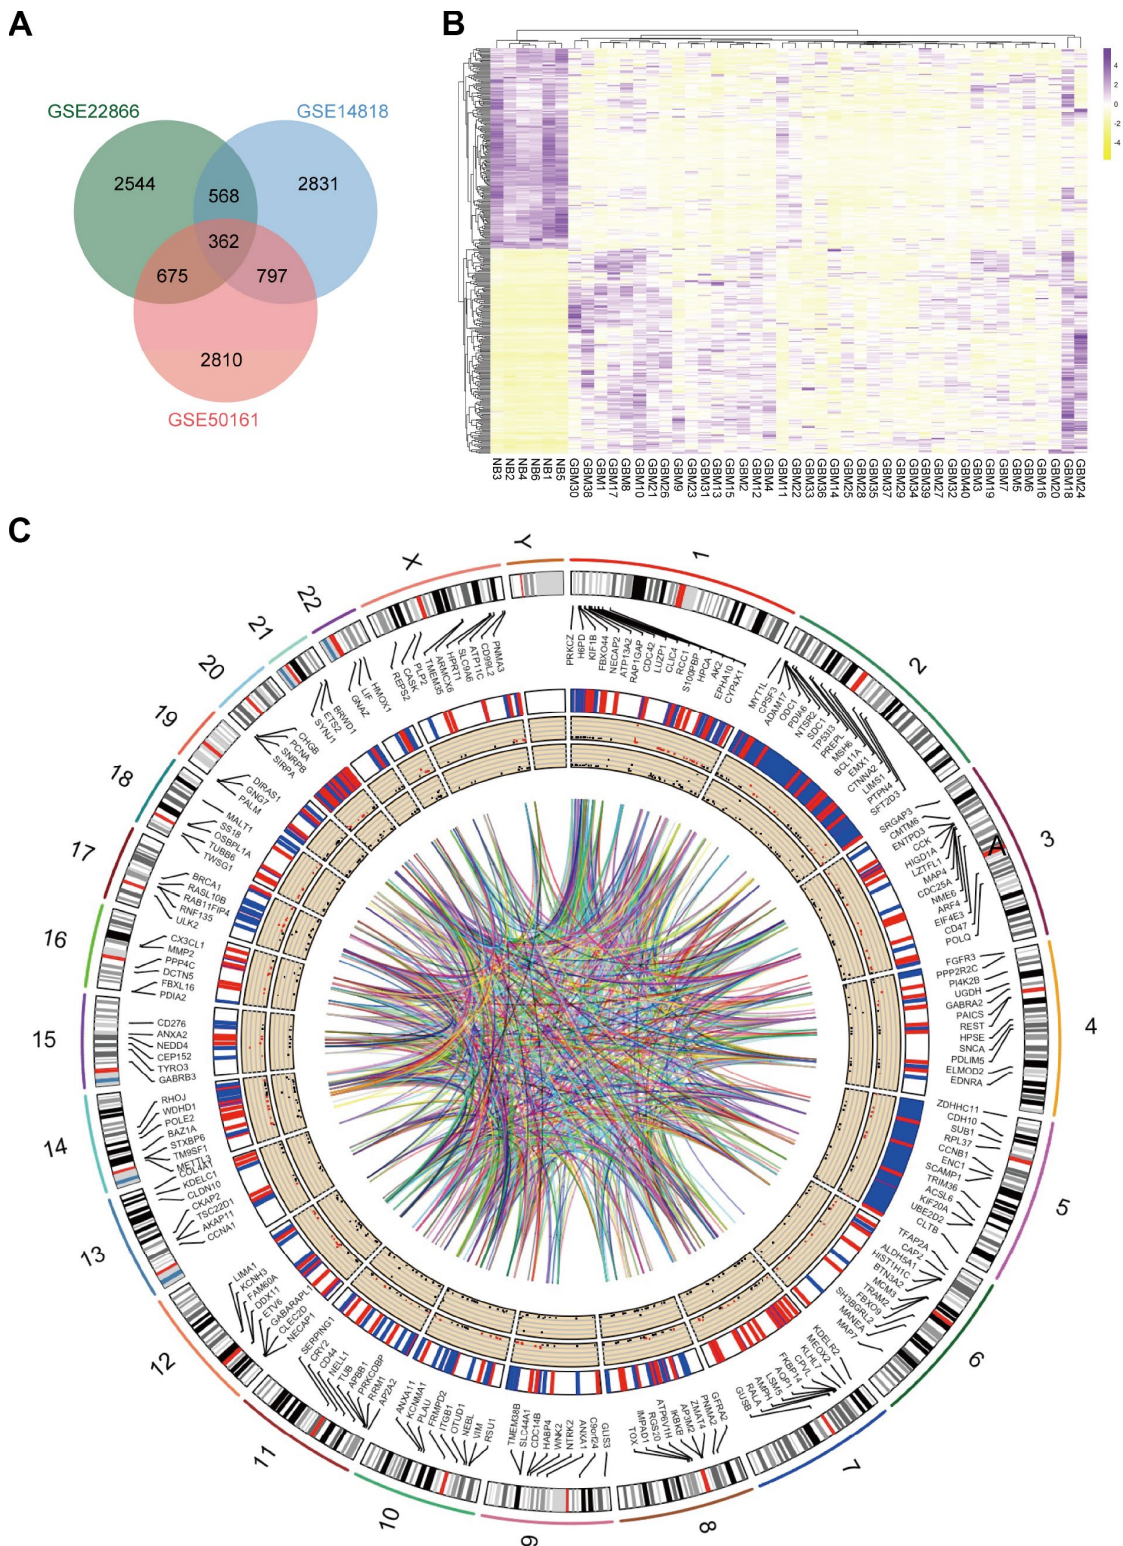 A
GSE22866
GSE14818
2544
568
2831
362
675
797
2810
GSE50161
B
4
2
0
-2
-4
NB3
NB2
NB4
NB6
NB1
NB5
GBM30
GBM38
GBM1
GBM17
GBM8
GBM10
GBM21
GBM26
GBM9
GBM23
GBM31
GBM13
GBM15
GBM2
GBM12
GBM4
GBM11
GBM22
GBM33
GBM36
GBM14
GBM25
GBM28
GBM35
GBM37
GBM29
GBM34
GBM39
GBM27
GBM32
GBM40
GBM3
GBM19
GBM7
GBM5
GBM6
GBM16
GBM20
GBM18
GBM24
C
1
PRKCZ
H6PD
KIF1B
FBXO44
NECAP2
ATP13A2
RAP1GAP
CDC42
LUZP1
CLIC4
RCC1
S100PBP
HPCA
AK2
EPHA10
CYP4X1
2
MYT1L
CPSF3
ADAM17
ODC1
PDIA6
NTSR2
SDC1
TP53I3
PREPL
MSH6
BCL11A
EMX1
CTNNA2
LIMS1
PTPN4
SFT2D3
3
A
SRGAP3
CMTM6
ENTPD3
CCK
HIGD1A
LZTFL1
MAP4
CDC25A
NME6
ARF4
EIF4E3
CD47
POLQ
4
FGFR3
PPP2R2C
PI4K2B
UGDH
GABRA2
PAICS
REST
HPSE
SNCA
PDLIM5
ELMOD2
EDNRA
5
ZDHHC11
CDH10
SUB1
RPL37
CCNB1
ENC1
SCAMP1
TRIM36
ACSL6
KIF20A
UBE2D2
CLTB
6
TFAP2A
CAP2
ALDH5A1
HIST1H1C
BTN3A2
MCM3
TRAM2
FBXO9
SH3BGRL2
MANEA
MAP7
7
KDELR2
MEOX2
KLHL7
CPVL
FKBP14
AQP1
LSM5
AMPH
RALA
GUSB
8
GFRA2
PNMA2
ZMAT4
AP3M2
IKBKB
ATP6V1H
RGS20
IMPAD1
TOX
9
GLIS3
C9orf24
ANXA1
NTRK2
WNK2
HABP4
CDC14B
SLC44A1
TMEM38B
10
RSU1
VIM
NEBL
OTUD1
ITGB1
FRMPD2
PLAU
KCNMA1
ANXA11
11
AP2A2
RRM1
PRKCDBP
APBB1
TUB
NELL1
CD44
CRY2
SERPING1
12
NECAP1
CLEC2D
GABARAPL1
ETV6
DDX11
FAM60A
KCNH3
LIMA1
13
CCNA1
AKAP11
TSC22D1
CKAP2
CLDN10
KDELC1
COL4A1
14
METTL3
TM9SF1
STXBP6
BAZ1A
POLE2
WDHD1
RHOJ
15
GABRB3
TYRO3
CEP152
NEDD4
ANXA2
CD276
16
PDIA2
FBXL16
DCTN5
PPP4C
MMP2
CX3CL1
17
ULK2
RNF135
RAB11FIP4
RASL10B
BRCA1
18
TWSG1
TUBB6
OSBPL1A
SS18
MALT1
19
PALM
GNG7
DIRAS1
20
SIRPA
SNRPB
PCNA
CHGB
21
SYNJ1
ETS2
BRWD1
22
GNAZ
LIF
HMOX1
X
REPS2
CASK
PLP2
TMEM35
ARMCX6
HPRT1
SLC9A6
ATP11C
CD99L2
PNMA3
Y